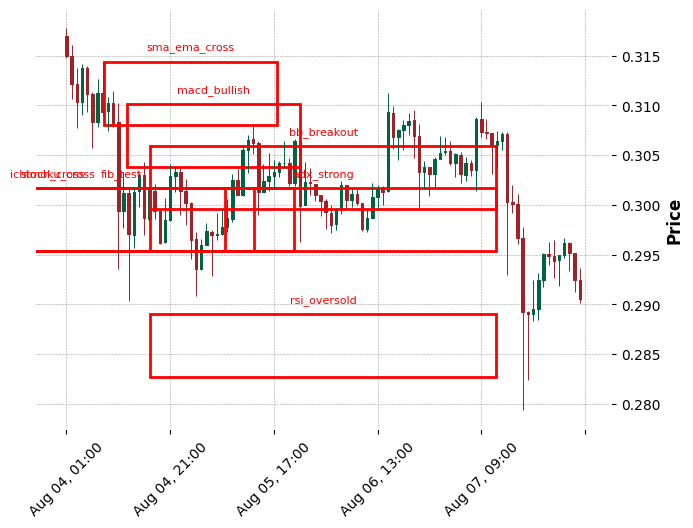 sma_ema_cross
macd_bullish
bb_breakout
fib_test
adx_strong
rsi_oversold
0.315
0.310
0.305
0.300
0.295
0.290
0.285
0.280
Price
Aug 04, 01:00
Aug 04, 21:00
Aug 05, 17:00
Aug 06, 13:00
Aug 07, 09:00